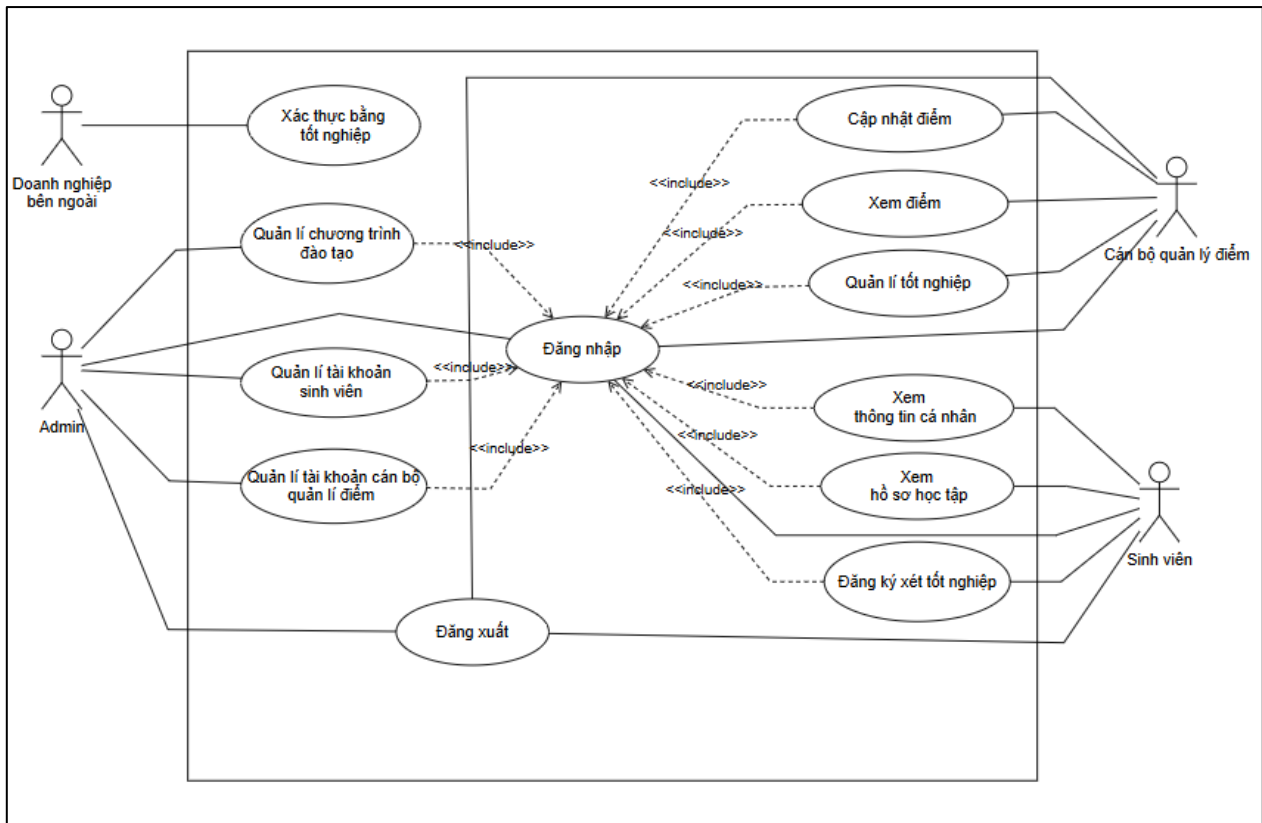 Xác thực bằng
tốt nghiệp
Doanh nghiệp
bên ngoài
Cập nhật điểm
<<include>>
Xem điểm
<<include>>
Cán bộ quản lý điểm
Quản lí chương trình
đào tạo
<<include>>
Quản lí tốt nghiệp
<<include>>
Đăng nhập
Admin
Quản lí tài khoản
sinh viên
<<include>>
Xem
thông tin cá nhân
<<include>>
Quản lí tài khoản cán bộ
quản lí điểm
<<include>>
Xem
hồ sơ học tập
<<include>>
<<include>>
Sinh viên
Đăng ký xét tốt nghiệp
Đăng xuất